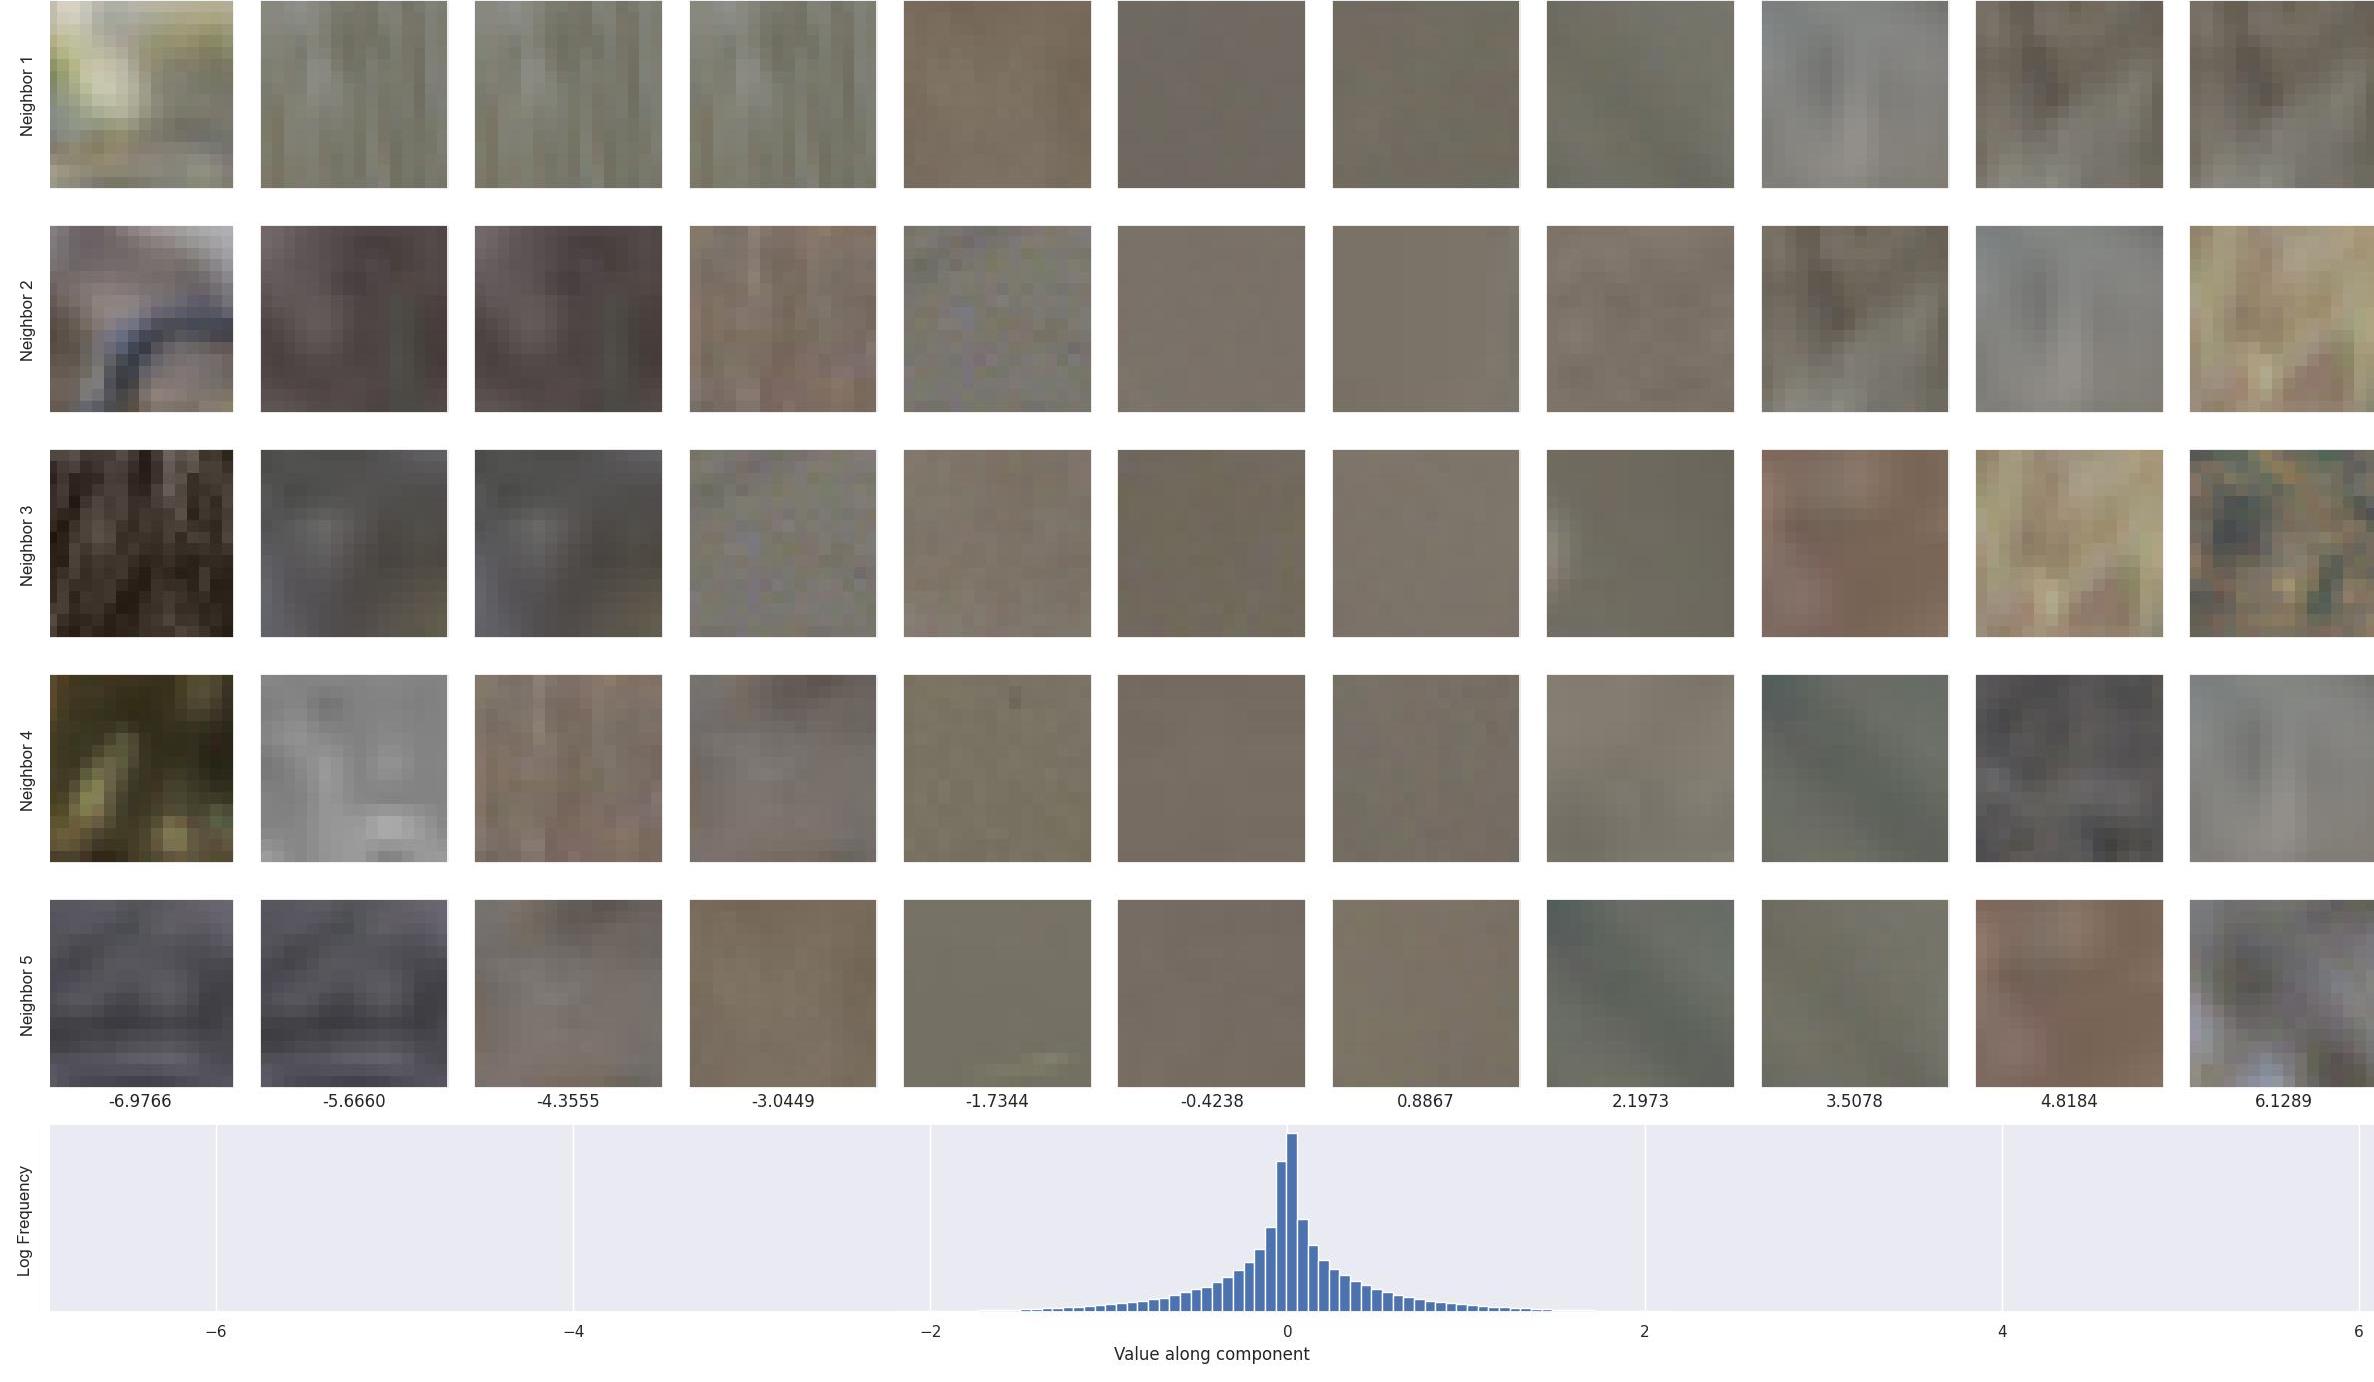 Neighbor 1
Neighbor 2
Neighbor 3
Neighbor 4
Neighbor 5
-6.9766 -5.6660 -4.3555 -3.0449 -1.7344 -0.4238 0.8867 2.1973 3.5078 4.8184 6.1289
Log Frequency
−6 −4 −2 0 2 4 6
Value along component